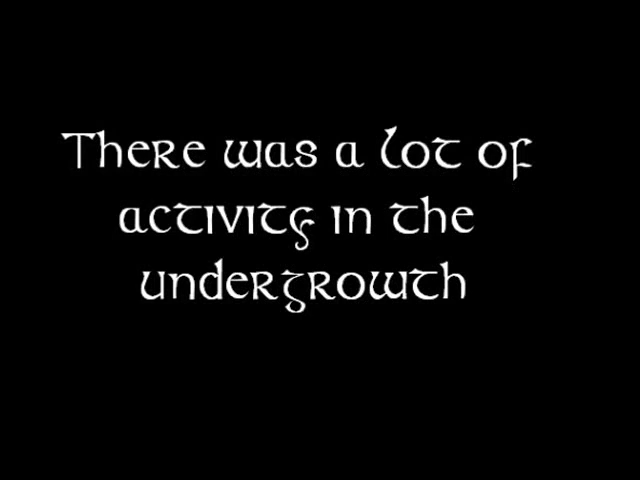 There was a lot of
activity in the
undergrowth